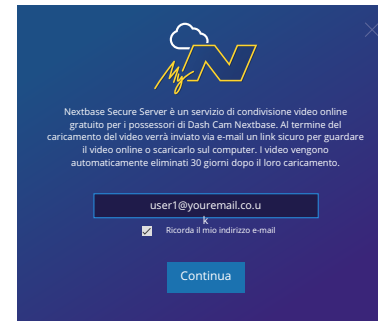 My N
Nextbase Secure Server è un servizio di condivisione video online
gratuito per i possessori di Dash Cam Nextbase. Al termine del
caricamento del video verrà inviato via e-mail un link sicuro per guardare
il video online o scaricarlo sul computer. I video vengono
automaticamente eliminati 30 giorni dopo il loro caricamento.
user1@youremail.co.u
k
Ricorda il mio indirizzo e-mail
Continua